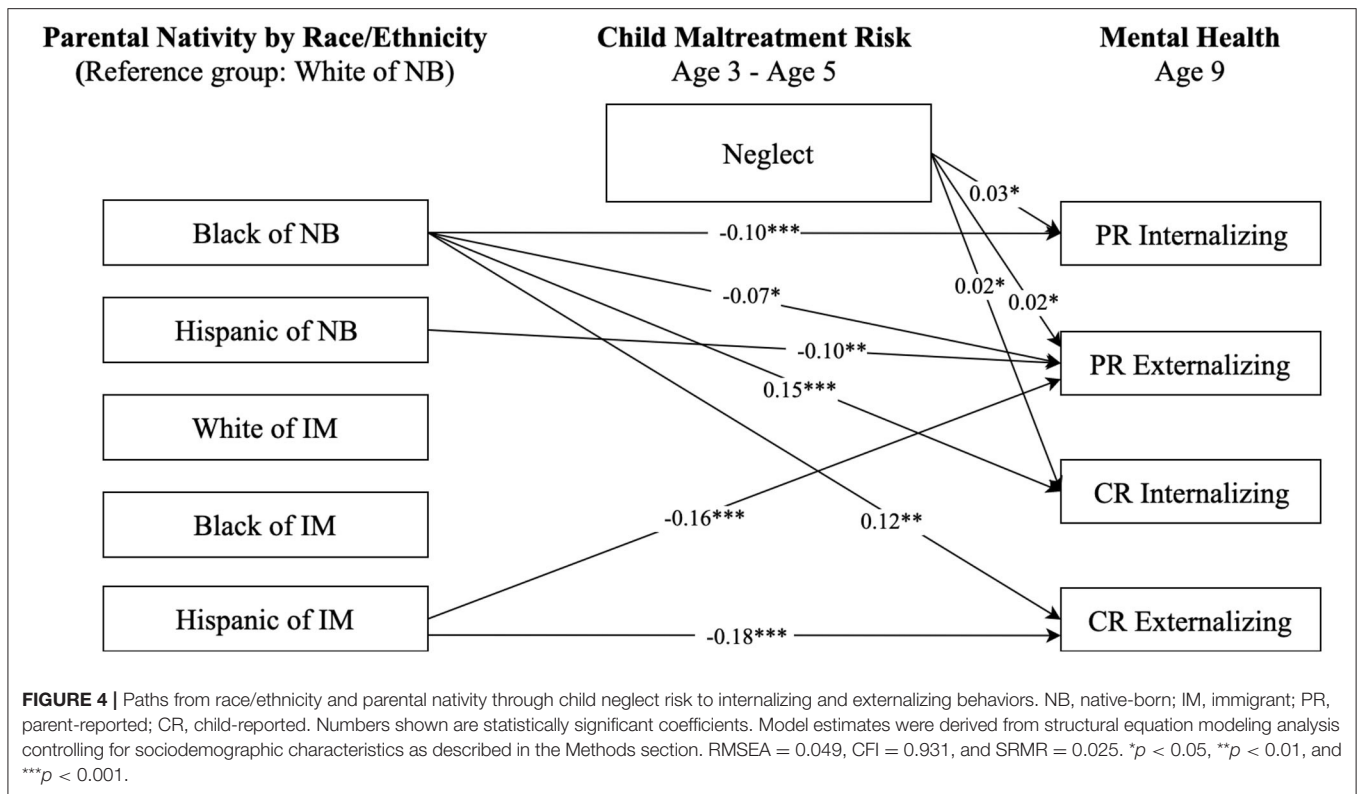 Parental Nativity by Race/Ethnicity
(Reference group: White of NB)
Child Maltreatment Risk
Age 3 - Age 5
Mental Health
Age 9
Neglect
Black of NB
Hispanic of NB
White of IM
Black of IM
Hispanic of IM
0.03*
-0.10***
0.02*
0.02*
-0.07*
-0.10**
0.15***
-0.16***
0.12**
-0.18***
PR Internalizing
PR Externalizing
CR Internalizing
CR Externalizing
FIGURE 4 | Paths from race/ethnicity and parental nativity through child neglect risk to internalizing and externalizing behaviors. NB, native-born; IM, immigrant; PR,
parent-reported; CR, child-reported. Numbers shown are statistically significant coefficients. Model estimates were derived from structural equation modeling analysis
controlling for sociodemographic characteristics as described in the Methods section. RMSEA = 0.049, CFI = 0.931, and SRMR = 0.025. *p < 0.05, **p < 0.01, and
***p < 0.001.